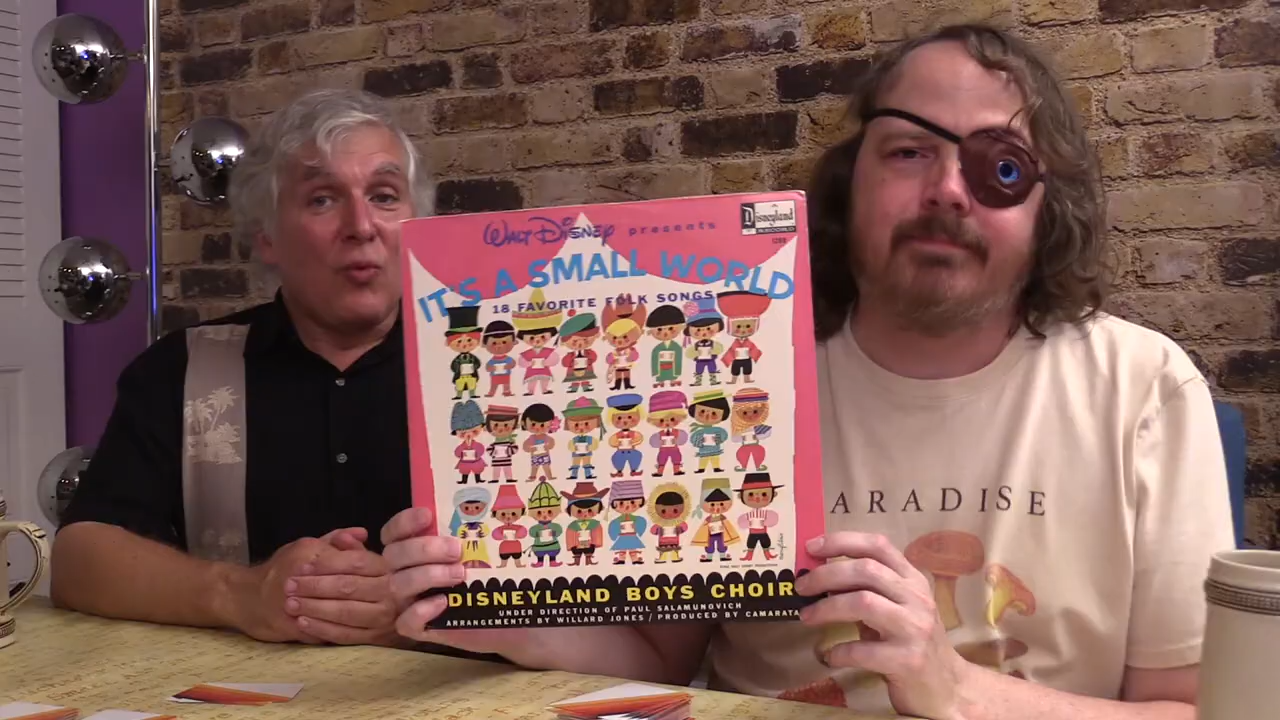 WALT DISNEY presents
Disneyland
RECORDS
IT'S A SMALL WORLD
18 FAVORITE FOLK SONGS
DISNEYLAND BOYS CHOIR
UNDER DIRECTION OF PAUL SALAMUNOVICH
ARRANGEMENTS BY WILLARD JONES / PRODUCED BY CAMARATA
ARADISE